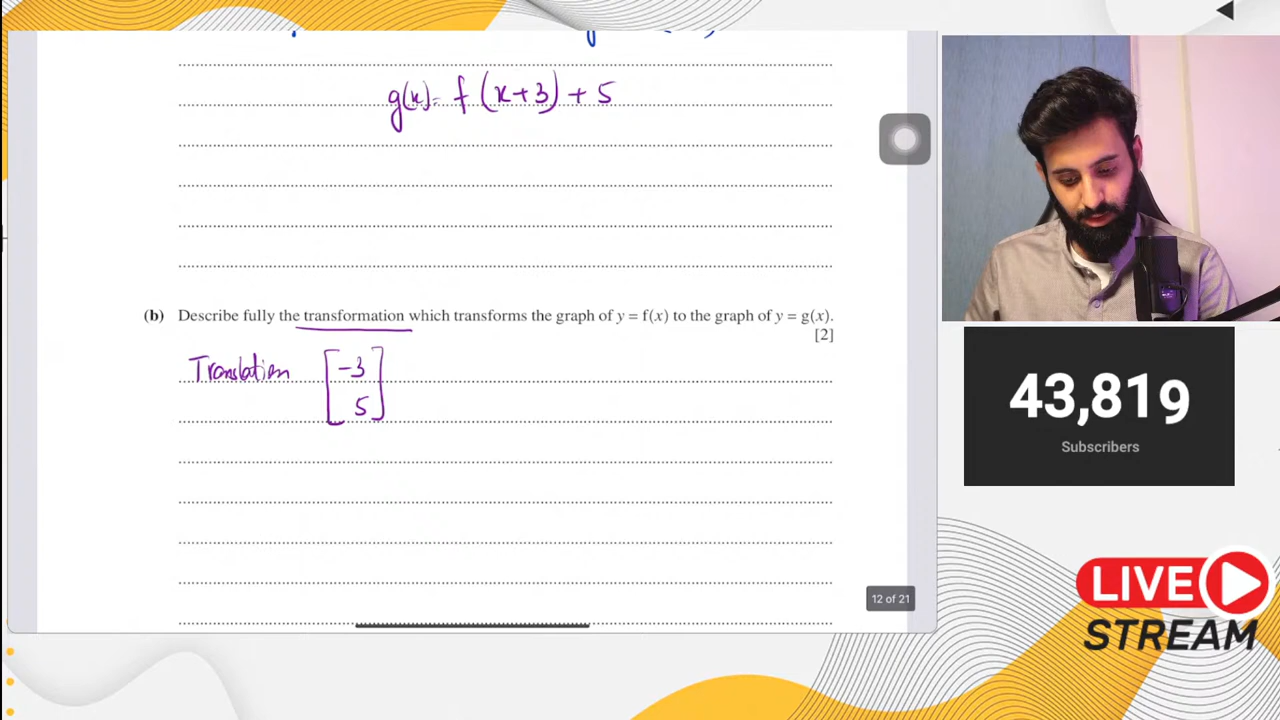 g(x) = f(x+3) + 5
(b) Describe fully the transformation which transforms the graph of y = f(x) to the graph of y = g(x).
[2]
Translation [-3
5]
12 of 21
43,819
Subscribers
LIVE
STREAM